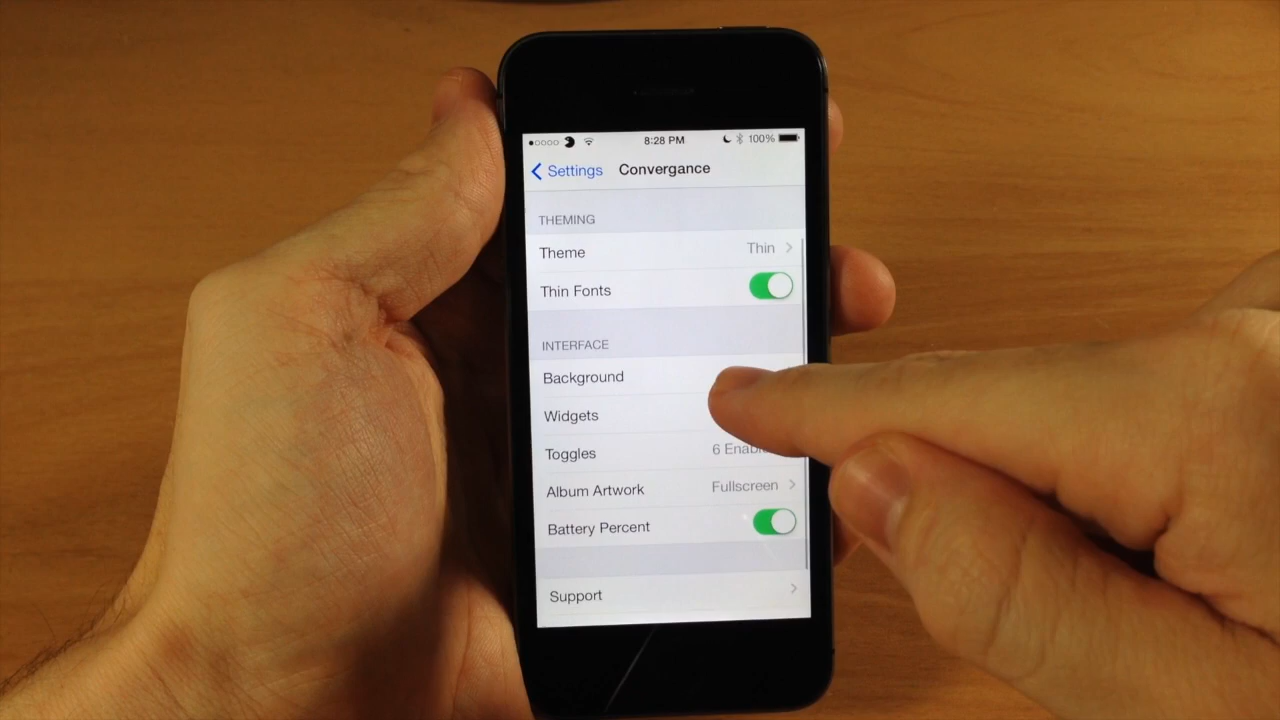 8:28 PM 100%
Settings Convergance
THEMING
Theme Thin
Thin Fonts
INTERFACE
Background
Widgets
Toggles 6
Album Artwork Fullscreen
Battery Percent
Support